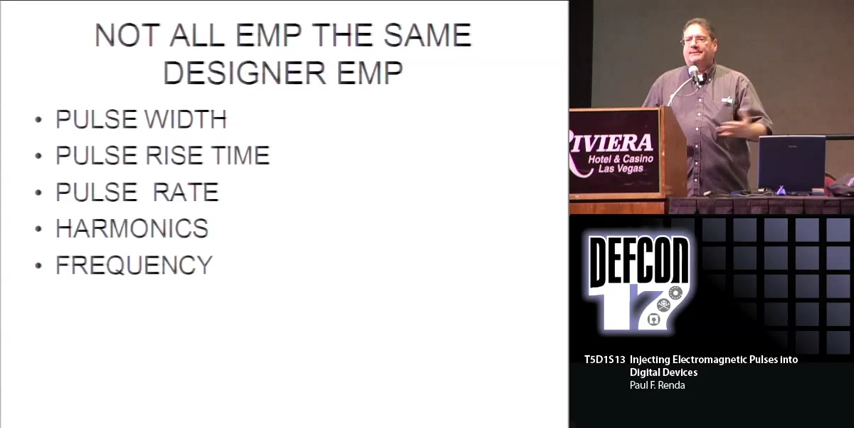 NOT ALL EMP THE SAME
DESIGNER EMP
• PULSE WIDTH
• PULSE RISE TIME
• PULSE RATE
• HARMONICS
• FREQUENCY
RIVIERA
Hotel & Casino
Las Vegas
DEFCON
17
T5D1S13 Injecting Electromagnetic Pulses into
Digital Devices
Paul F. Renda